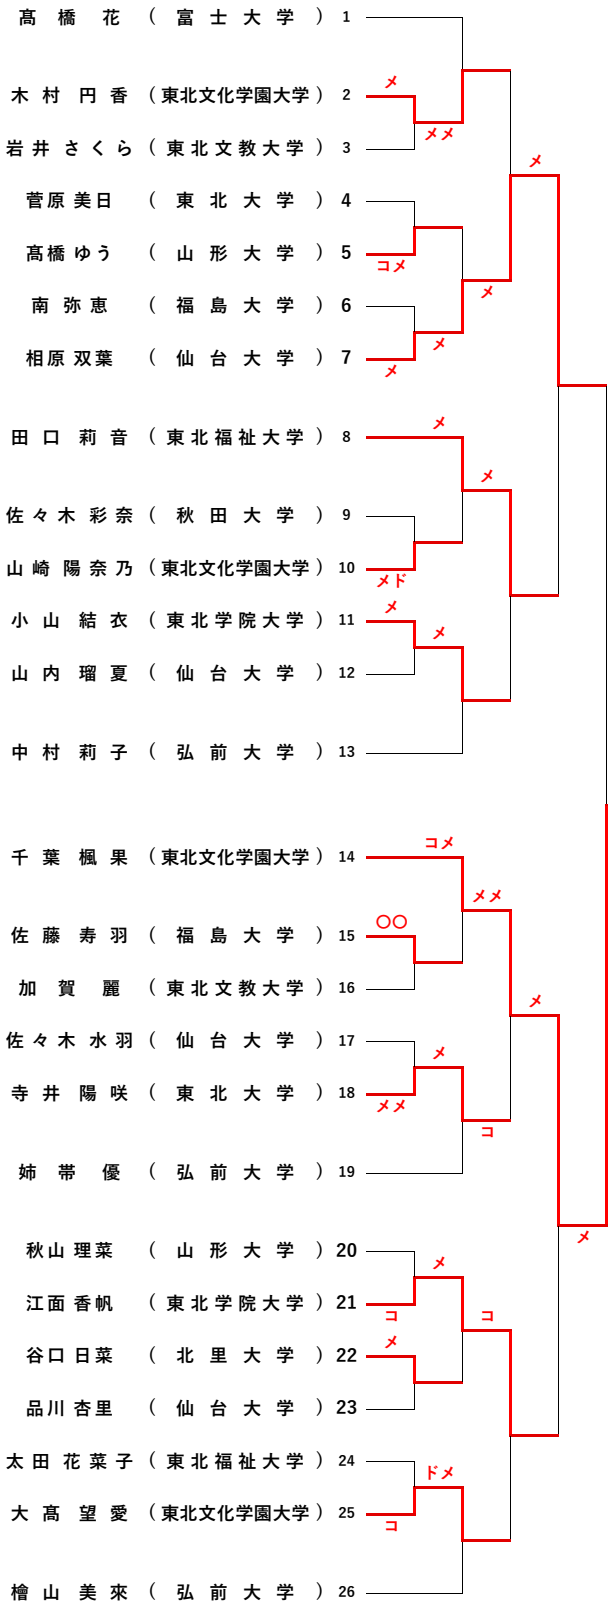 髙橋 花 (富士大学) 1
メ
木村 円香 (東北文化学園大学) 2
メメ
岩井 さくら (東北文教大学) 3
メ
菅原 美日 (東北大学) 4
髙橋 ゆう (山形大学) 5
コメ
メ
南 弥恵 (福島大学) 6
メ
相原 双葉 (仙台大学) 7
メ
メ
田口 莉音 (東北福祉大学) 8
メ
佐々木 彩奈 (秋田大学) 9
山崎 陽奈乃 (東北文化学園大学) 10
メド
メ
小山 結衣 (東北学院大学) 11
メ
山内 瑠夏 (仙台大学) 12
中村 莉子 (弘前大学) 13
コメ
千葉 楓果 (東北文化学園大学) 14
メメ
〇〇
佐藤 寿羽 (福島大学) 15
加賀 麗 (東北文教大学) 16
メ
佐々木 水羽 (仙台大学) 17
メ
寺井 陽咲 (東北大学) 18
メメ
コ
姉帯 優 (弘前大学) 19
メ
秋山 理菜 (山形大学) 20
メ
江面 香帆 (東北学院大学) 21
コ
コ
メ
谷口 日菜 (北里大学) 22
品川 杏里 (仙台大学) 23
太田 花菜子 (東北福祉大学) 24
ドメ
大髙 望愛 (東北文化学園大学) 25
コ
檜山 美來 (弘前大学) 26